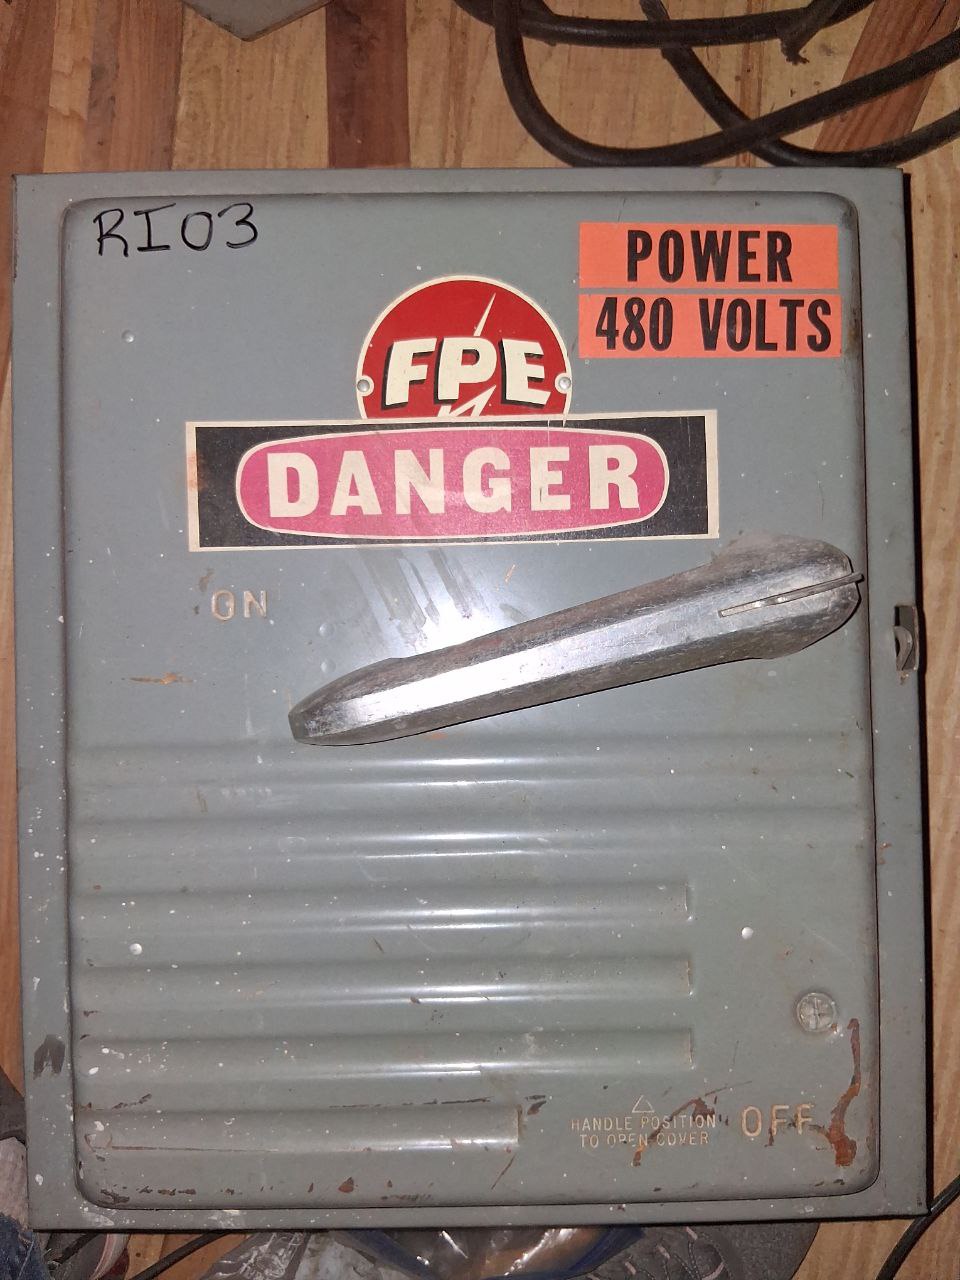 RI03
POWER
480 VOLTS
FPE
DANGER
ON
HANDLE POSITION
TO OPEN COVER
OFF